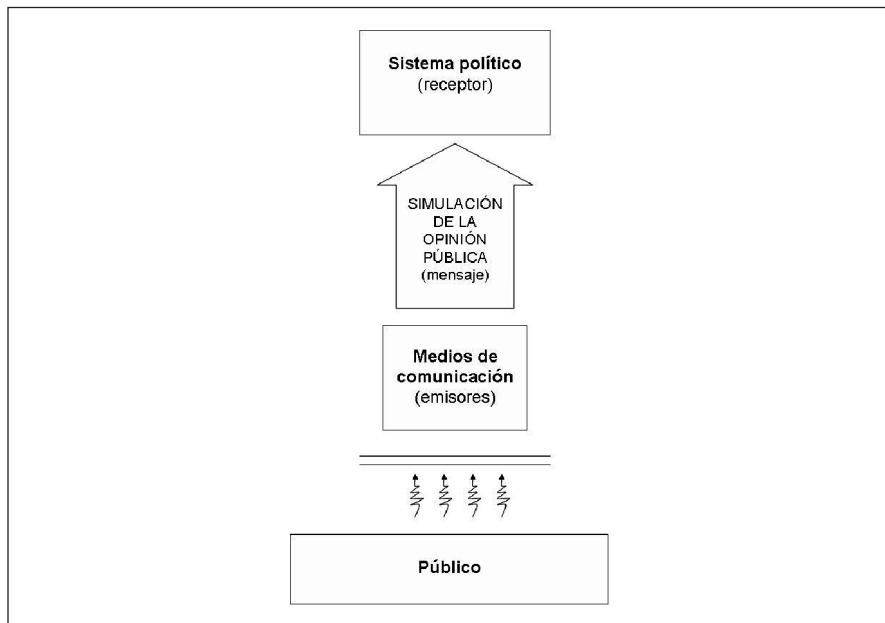 Sistema político
(receptor)
SIMULACIÓN
DE LA
OPINIÓN
PÚBLICA
(mensaje)
Medios de
comunicación
(emisores)
Público